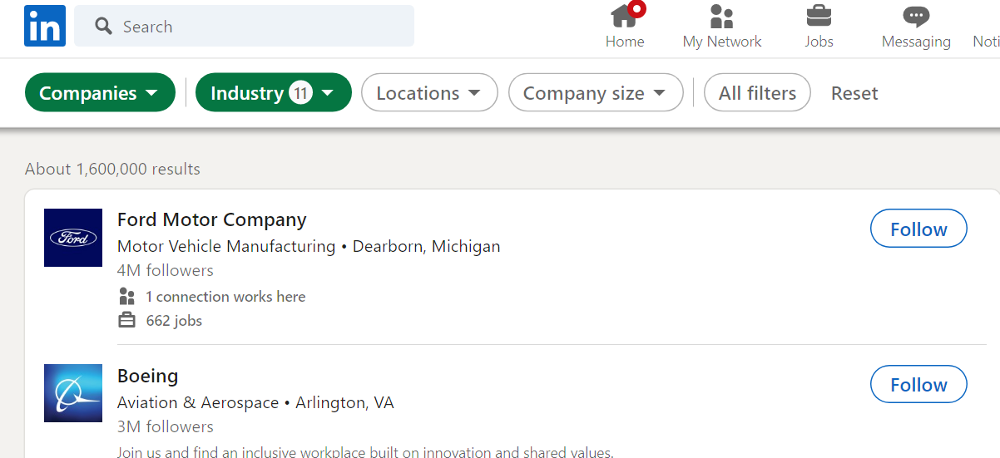 in Search Home My Network Jobs Messaging Noti
Companies Industry 11 Locations Company size All filters Reset
About 1,600,000 results
Ford
Ford Motor Company
Motor Vehicle Manufacturing • Dearborn, Michigan
4M followers
1 connection works here
662 jobs
Follow
Boeing
Aviation & Aerospace • Arlington, VA
3M followers
Join us and find an inclusive workplace built on innovation and shared values.
Follow